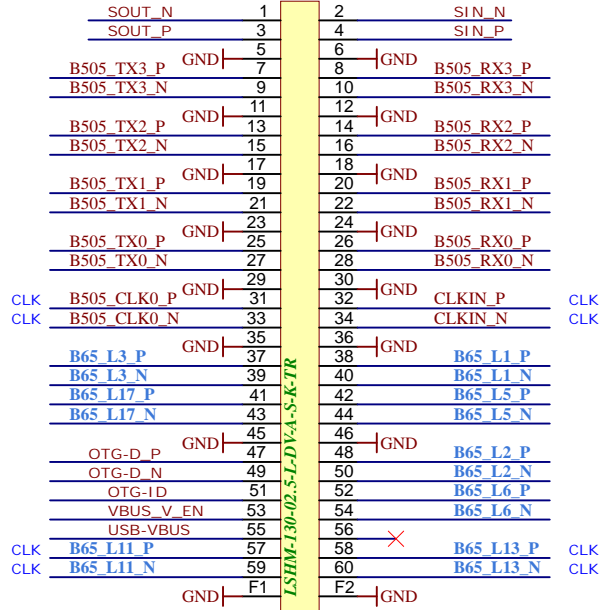 SOUT_N 1 2 SIN_N
SOUT_P 3 4 SIN_P
GND 5 6 GND
B505_TX3_P 7 8 B505_RX3_P
B505_TX3_N 9 10 B505_RX3_N
GND 11 12 GND
B505_TX2_P 13 14 B505_RX2_P
B505_TX2_N 15 16 B505_RX2_N
GND 17 18 GND
B505_TX1_P 19 20 B505_RX1_P
B505_TX1_N 21 22 B505_RX1_N
GND 23 24 GND
B505_TX0_P 25 26 B505_RX0_P
B505_TX0_N 27 28 B505_RX0_N
GND 29 30 GND
CLK B505_CLK0_P 31 32 CLKIN_P CLK
CLK B505_CLK0_N 33 34 CLKIN_N CLK
GND 35 36 GND
B65_L3_P 37 38 B65_L1_P
B65_L3_N 39 40 B65_L1_N
B65_L17_P 41 42 B65_L5_P
B65_L17_N 43 44 B65_L5_N
GND 45 46 GND
OTG-D_P 47 48 B65_L2_P
OTG-D_N 49 50 B65_L2_N
OTG-ID 51 52 B65_L6_P
VBUS_V_EN 53 54 B65_L6_N
USB-VBUS 55 56
CLK B65_L11_P 57 58 B65_L13_P CLK
CLK B65_L11_N 59 60 B65_L13_N CLK
GND F1 F2 GND
LSHM-130-02.5-L-DV-A-S-K-TR